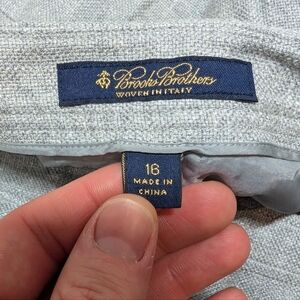 Brooks Brothers
WOVEN IN ITALY
16
MADE IN
CHINA